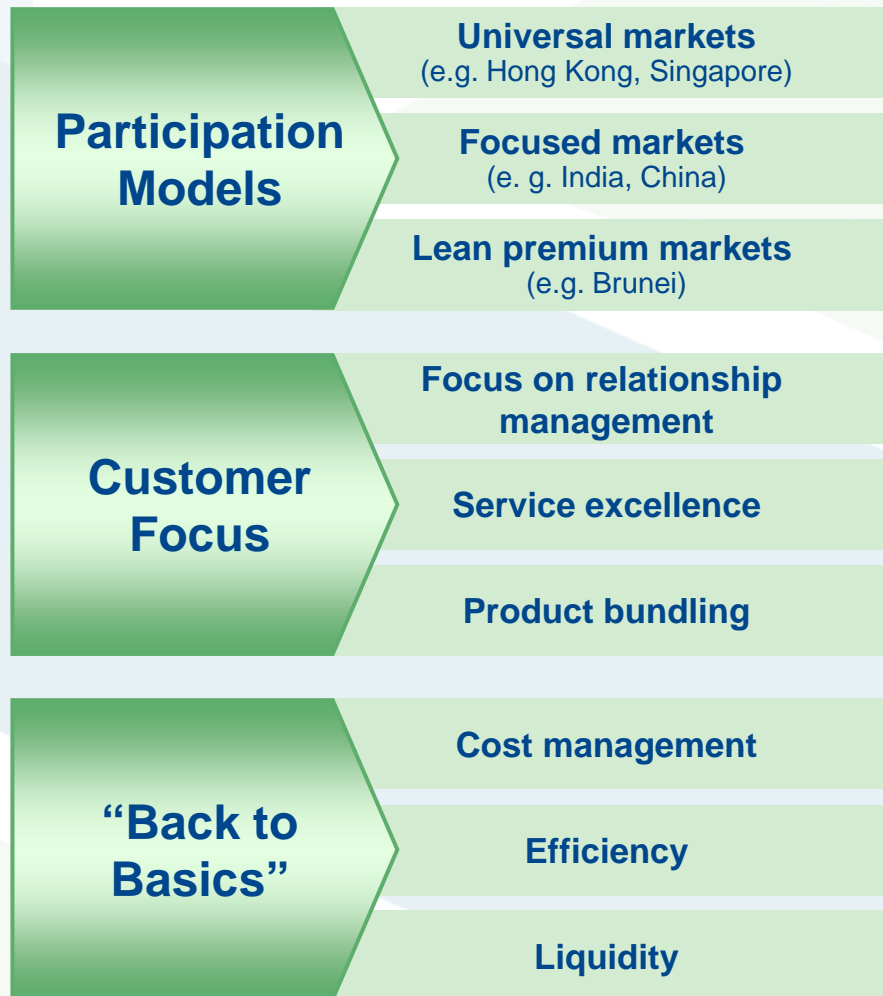 Participation
Models
Universal markets
(e.g. Hong Kong, Singapore)
Focused markets
(e. g. India, China)
Lean premium markets
(e.g. Brunei)
Customer
Focus
Focus on relationship
management
Service excellence
Product bundling
“Back to
Basics”
Cost management
Efficiency
Liquidity